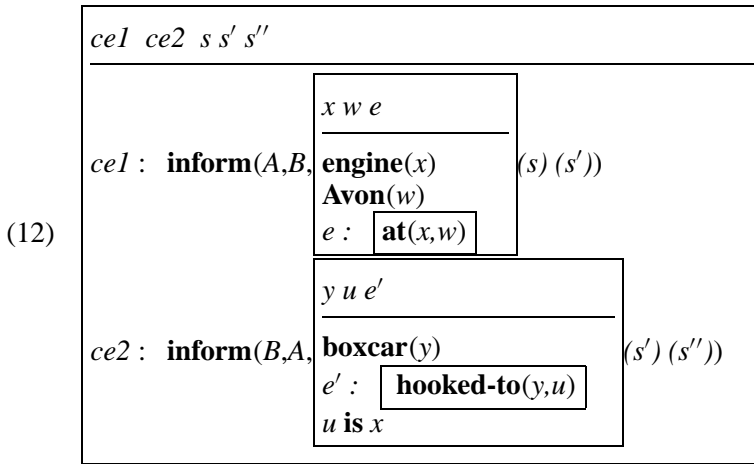 ce1 ce2 s s′ s′′
x w e
ce1 : inform(A,B, engine(x) (s) (s′))
Avon(w)
(12) e : at(x,w)
y u e′
ce2 : inform(B,A, boxcar(y) (s′) (s′′))
e′ : hooked-to(y,u)
u is x